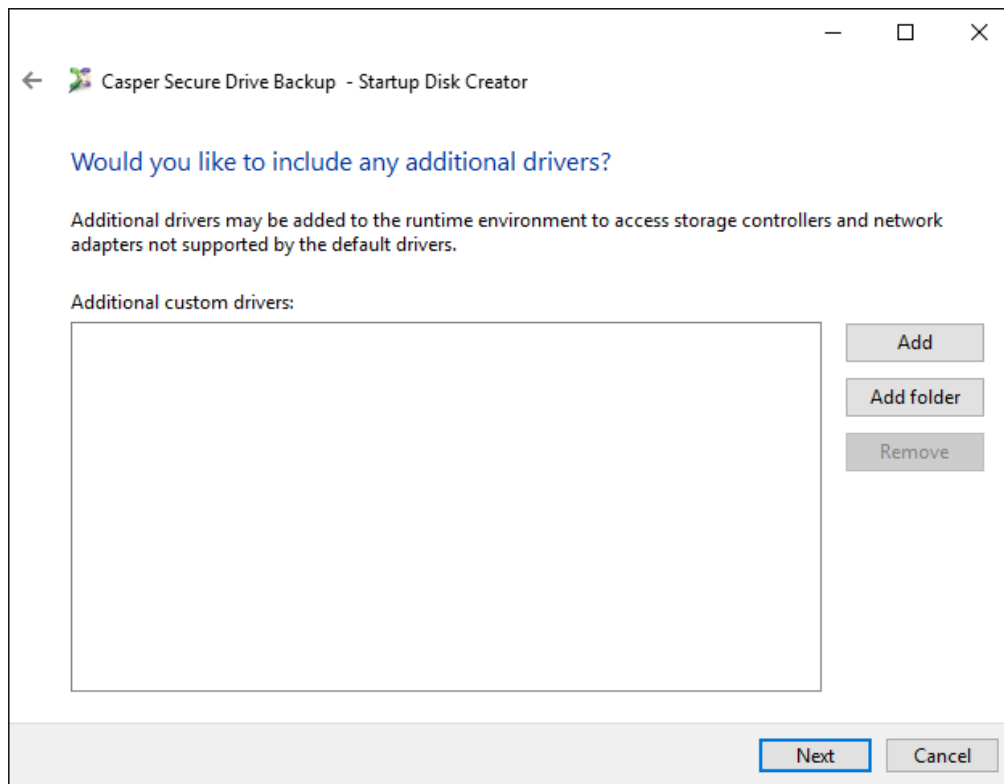 Casper Secure Drive Backup - Startup Disk Creator
Would you like to include any additional drivers?
Additional drivers may be added to the runtime environment to access storage controllers and network
adapters not supported by the default drivers.
Additional custom drivers:
Add
Add folder
Remove
Next
Cancel